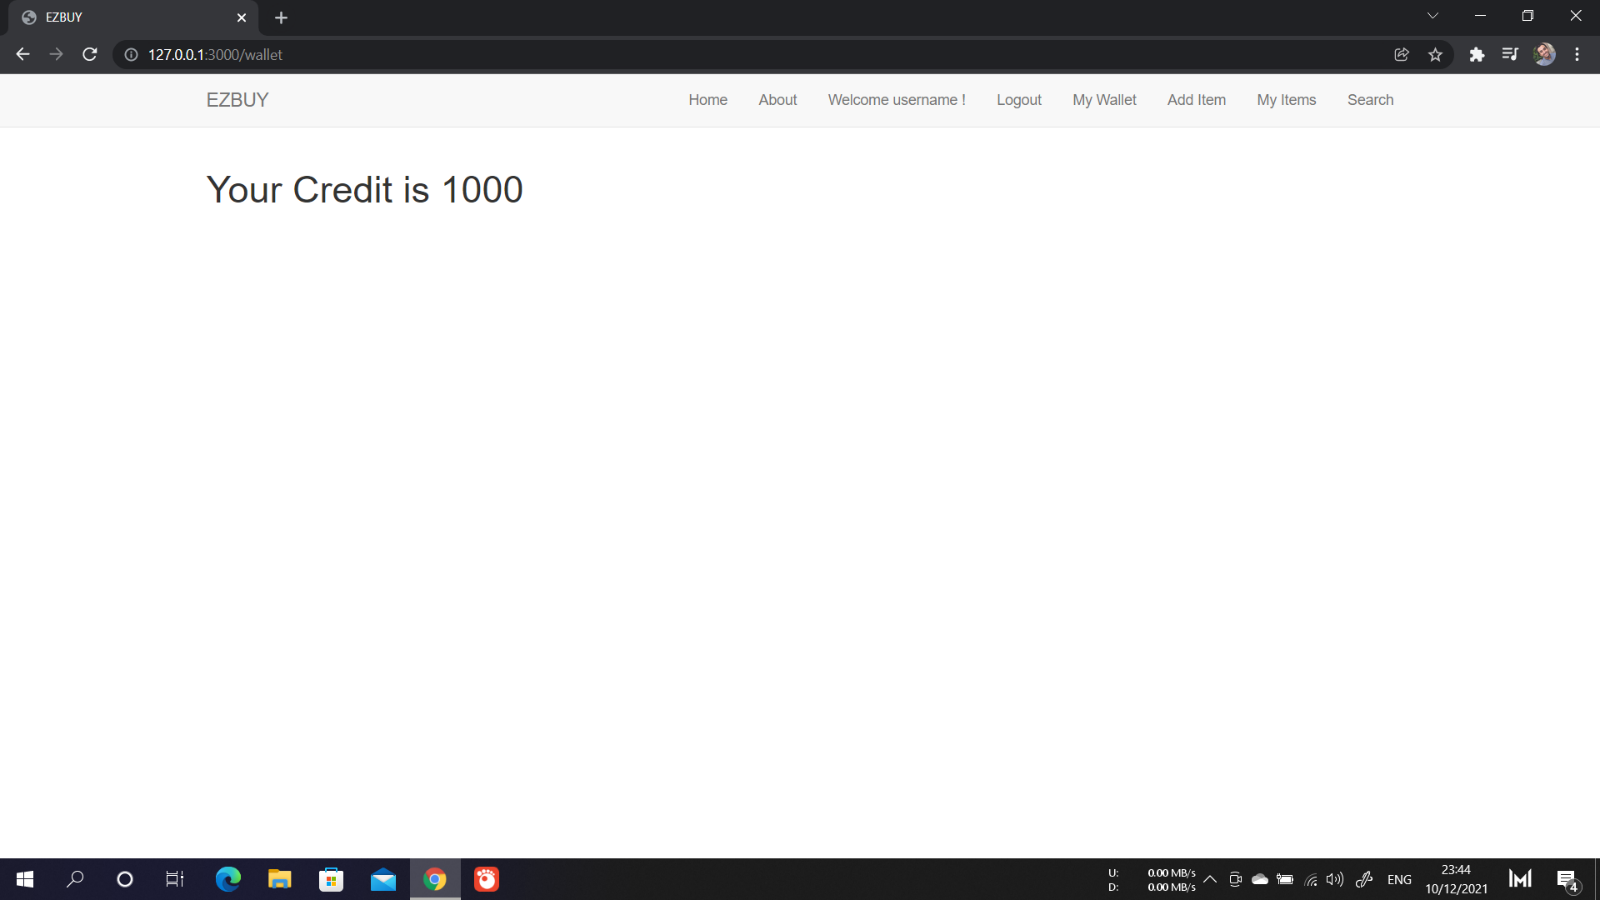 EZBUY
127.0.0.1:3000/wallet
EZBUY Home About Welcome username ! Logout My Wallet Add Item My Items Search
Your Credit is 1000
U: 0.00 MB/s
D: 0.00 MB/s
ENG
23:44
10/12/2021
4